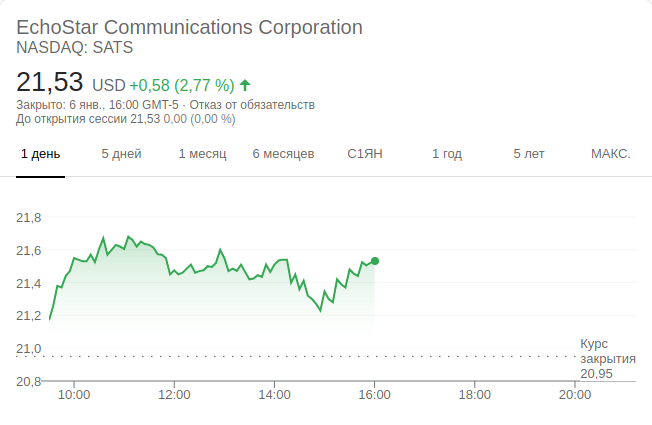 EchoStar Communications Corporation
NASDAQ: SATS
21,53 USD +0,58 (2,77 %)
Закрыто: 6 янв., 16:00 GMT-5 · Отказ от обязательств
До открытия сессии 21,53 0,00 (0,00 %)
1 день 5 дней 1 месяц 6 месяцев С1ЯН 1 год 5 лет МАКС.
21,8
21,6
21,4
21,2
21,0
20,8
Курс
закрытия
20,95
10:00 12:00 14:00 16:00 18:00 20:00